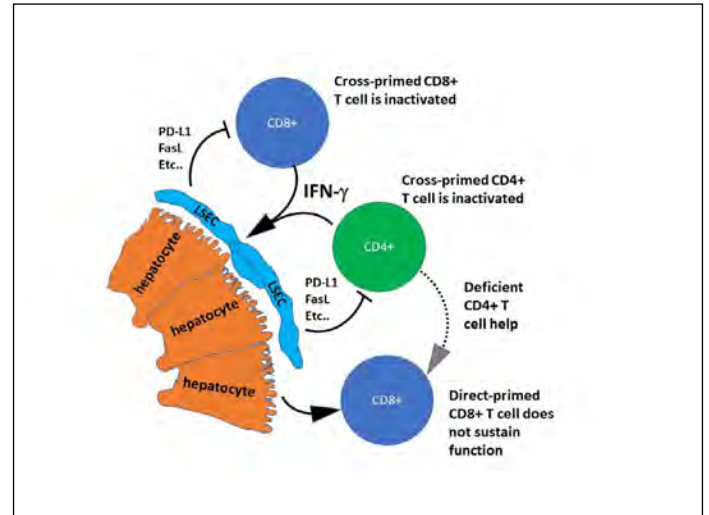 Cross-primed CD8+
T cell is inactivated
CD8+
PD-L1
FasL
Etc..
IFN-γ
LSEC
Cross-primed CD4+
T cell is inactivated
CD4+
hepatocyte
LSEC
PD-L1
FasL
Etc..
hepatocyte
Deficient
CD4+ T
cell help
hepatocyte
CD8+
Direct-primed
CD8+ T cell does
not sustain
function